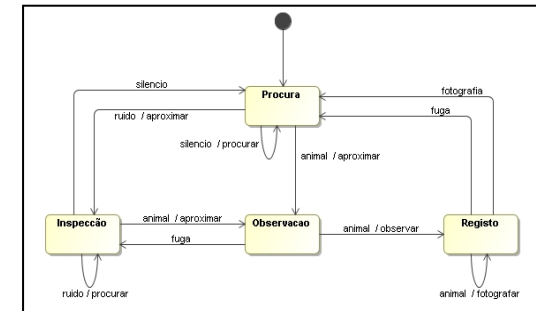 silencio
Procura
fotografia
ruido / aproximar
fuga
silencio / procurar
animal / aproximar
Inspecção
animal / aproximar
Observacao
animal / observar
Registo
fuga
ruido / procurar
animal / fotografar